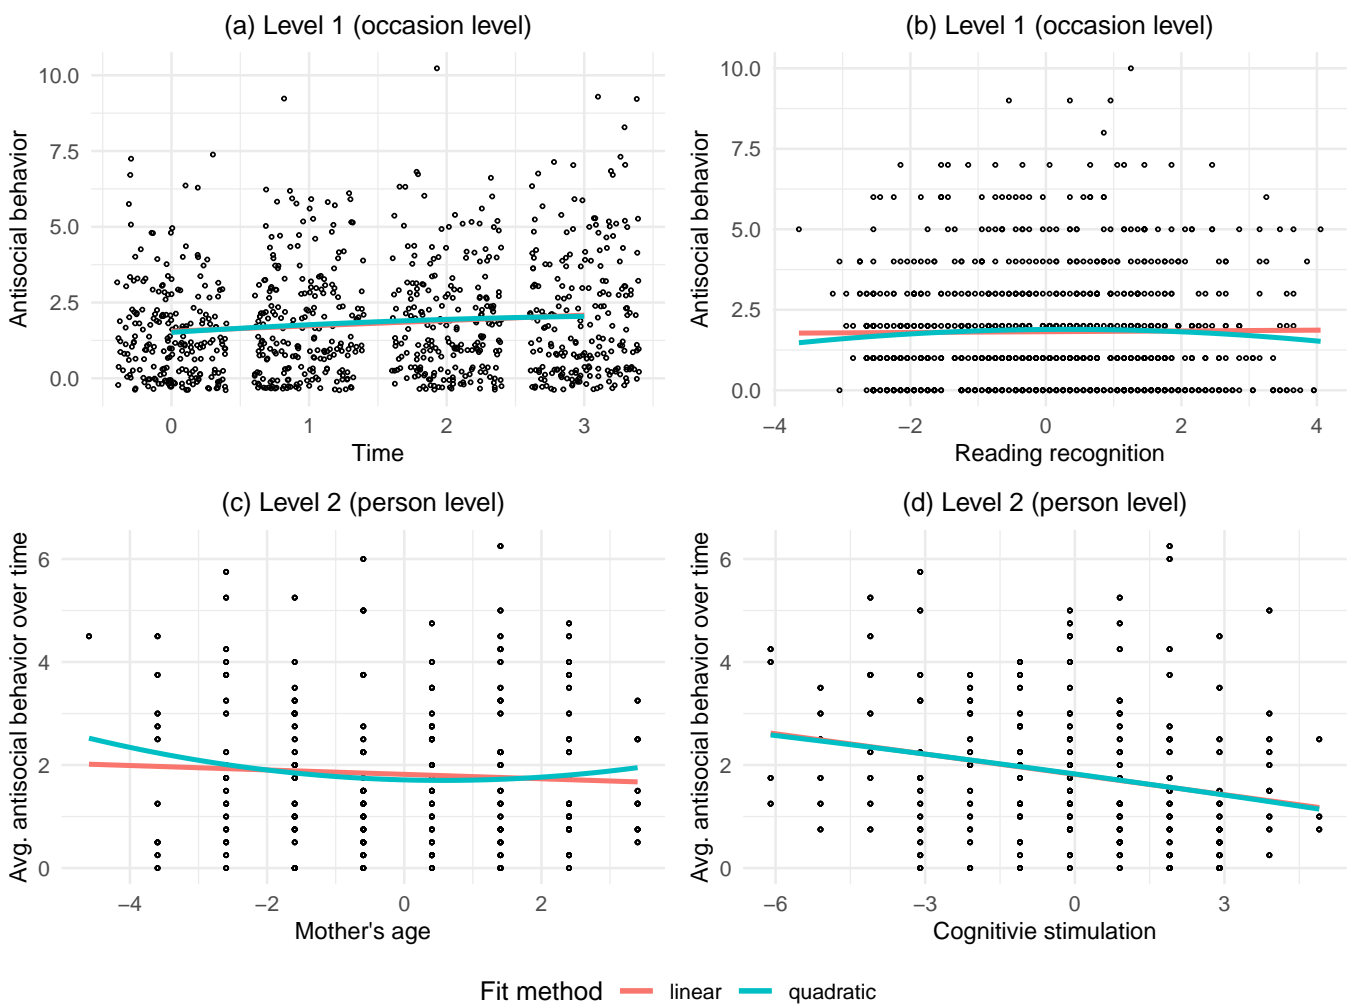 (a) Level 1 (occasion level)
Antisocial behavior
10.0
7.5
5.0
2.5
0.0
0 1 2 3
Time
(b) Level 1 (occasion level)
Antisocial behavior
10.0
7.5
5.0
2.5
0.0
−4 −2 0 2 4
Reading recognition
(c) Level 2 (person level)
Avg. antisocial behavior over time
6
4
2
0
−4 −2 0 2
Mother's age
(d) Level 2 (person level)
Avg. antisocial behavior over time
6
4
2
0
−6 −3 0 3
Cognitivie stimulation
Fit method linear quadratic